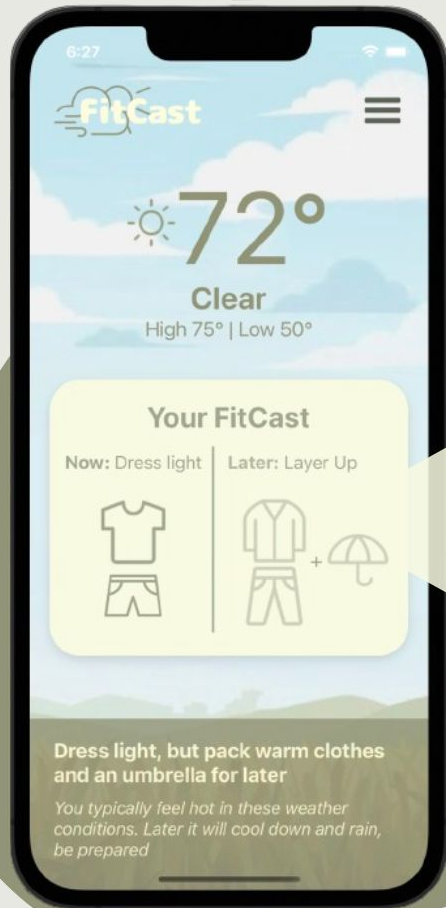 6:27
FitCast
72°
Clear
High 75° | Low 50°
Your FitCast
Now: Dress light
Later: Layer Up
+
Dress light, but pack warm clothes
and an umbrella for later
You typically feel hot in these weather
conditions. Later it will cool down and rain,
be prepared